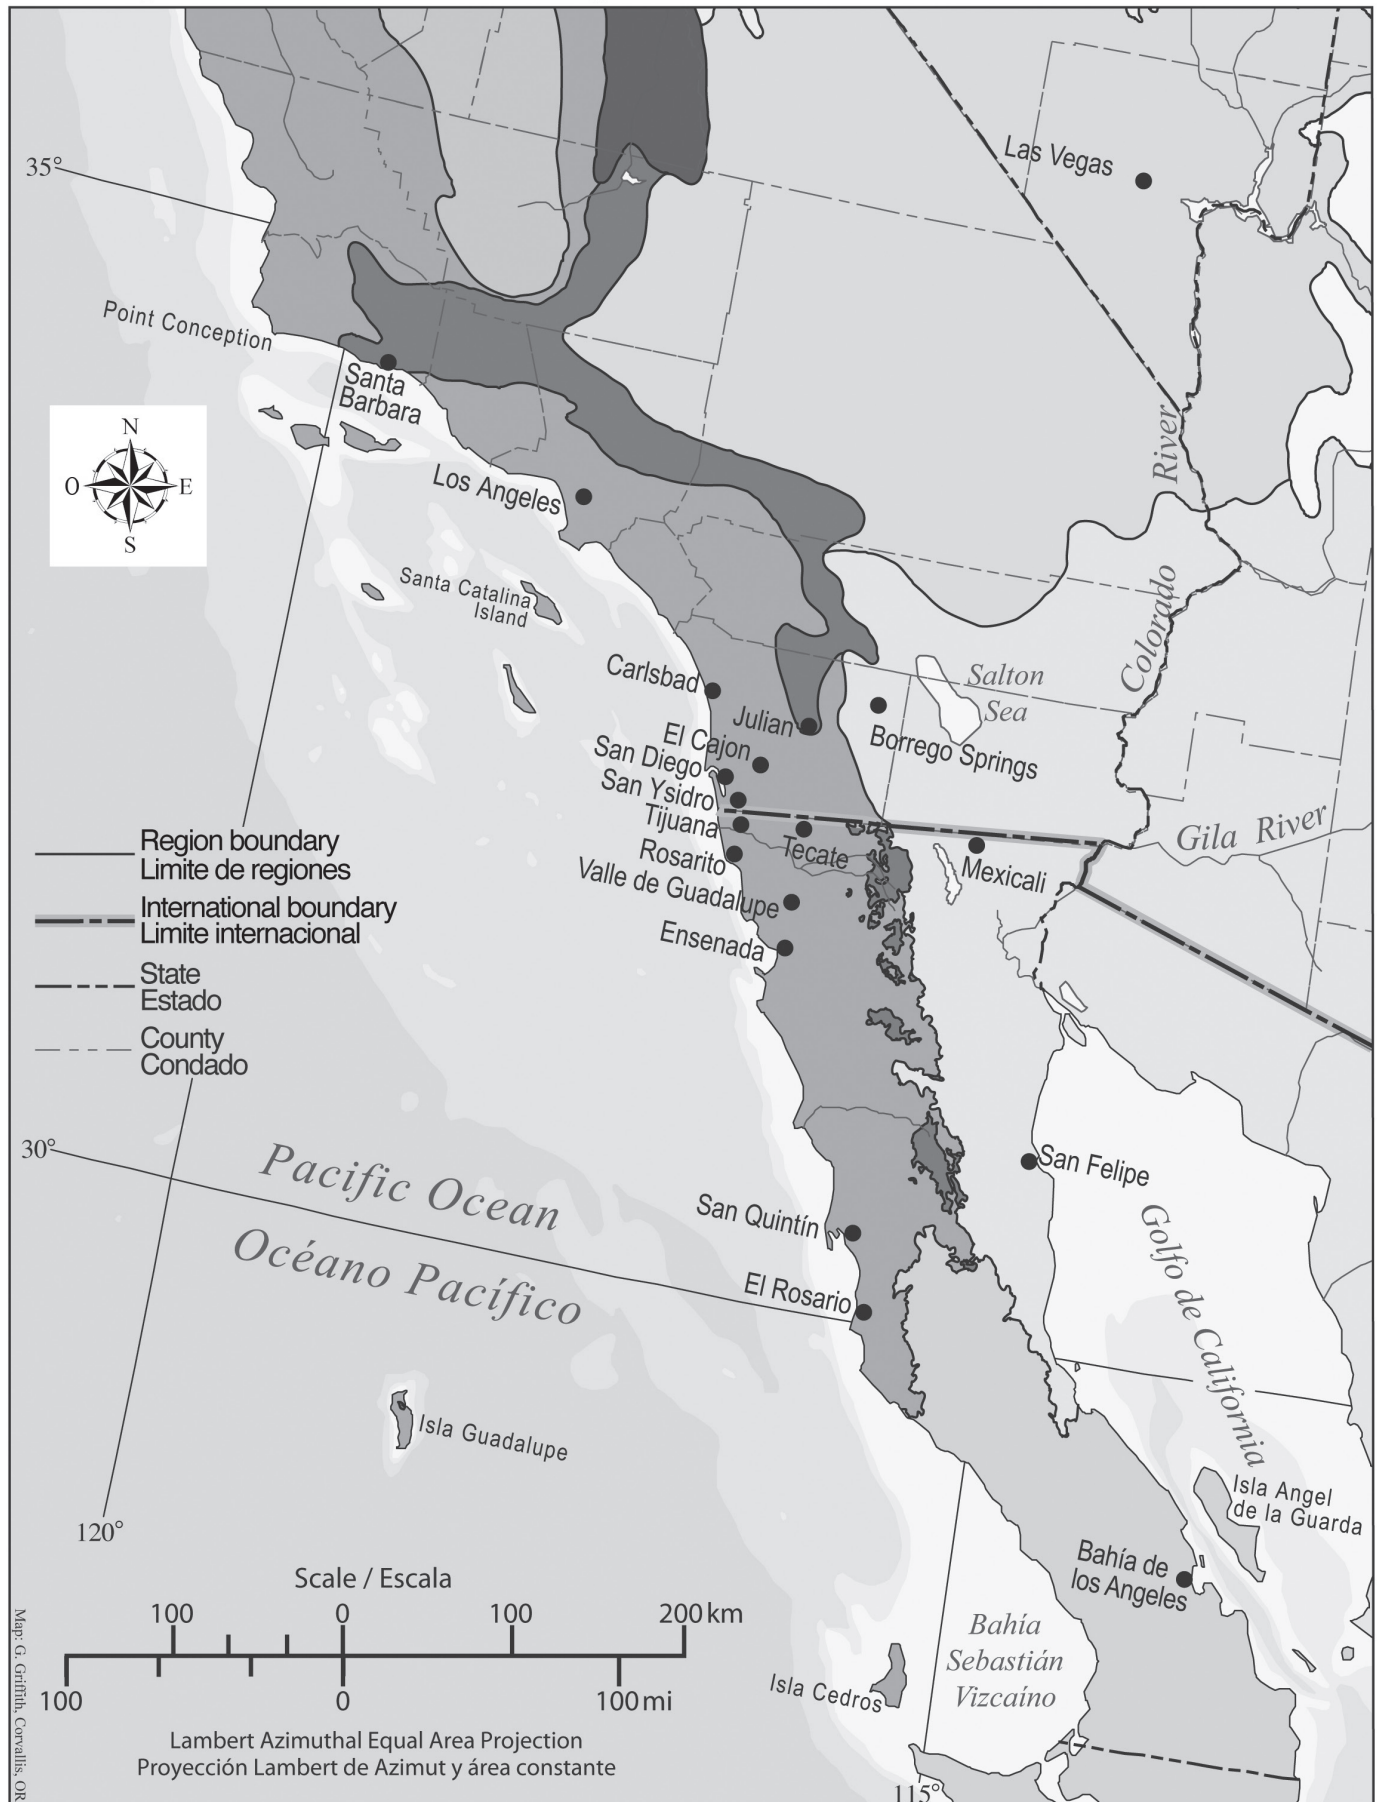 Las Vegas
35°
Point Conception
Santa
Barbara
N
O
E
S
River
Los Angeles
Santa Catalina
Island
Colorado
Carlsbad
Salton
Sea
Julian
El Cajon
Borrego Springs
San Diego
San Ysidro
Tijuana
Tecate
Gila River
Rosarito
Mexicali
Valle de Guadalupe
Ensenada
Region boundary
Limite de regiones
International boundary
Limite internacional
State
Estado
County
Condado
30°
Pacific Ocean
Océano Pacífico
San Felipe
San Quintín
Golfo de California
El Rosario
Isla Guadalupe
Isla Angel
de la Guarda
120°
Bahía de
los Angeles
Scale / Escala
100 0 100 200 km
100 0 100 mi
Bahía
Sebastián
Vizcaíno
Isla Cedros
Lambert Azimuthal Equal Area Projection
Proyección Lambert de Azimut y área constante
115°
Map: G. Griffith, Corvallis, OR